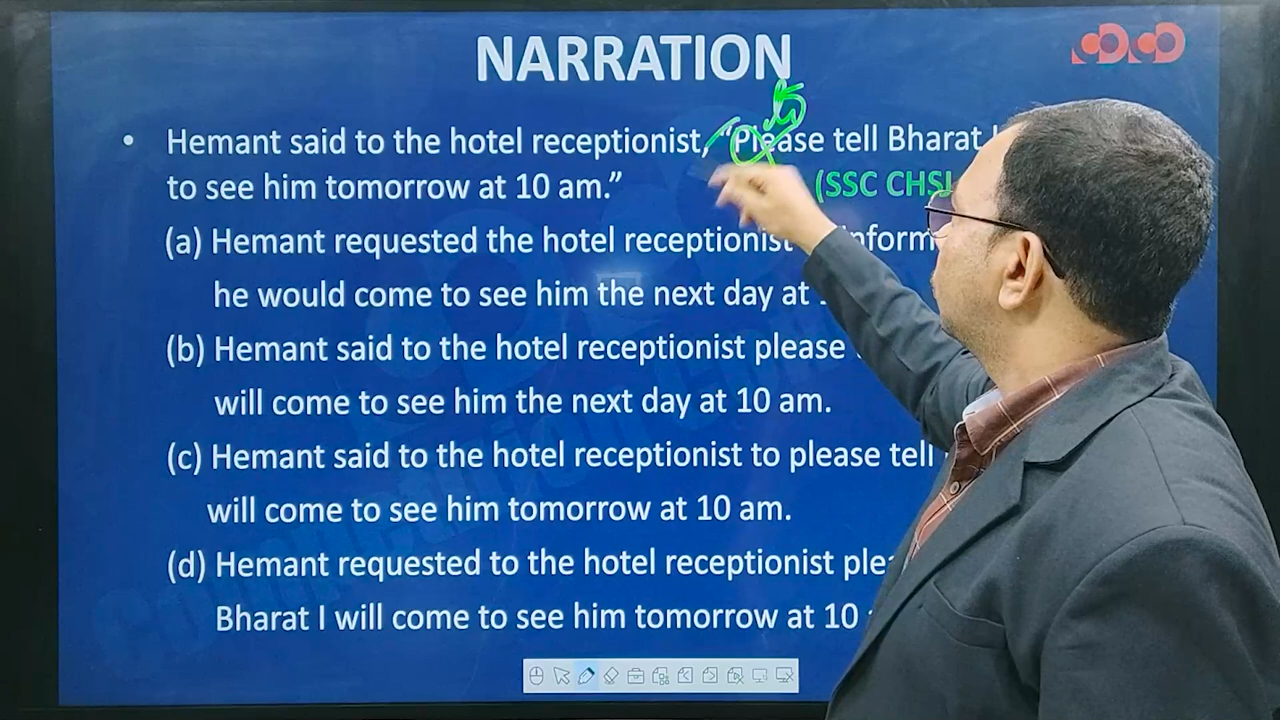 NARRATION
• Hemant said to the hotel receptionist, “Please tell Bharat I
to see him tomorrow at 10 am.” (SSC CHSL
(a) Hemant requested the hotel receptionist inform
he would come to see him the next day at
(b) Hemant said to the hotel receptionist please
will come to see him the next day at 10 am.
(c) Hemant said to the hotel receptionist to please tell
will come to see him tomorrow at 10 am.
(d) Hemant requested to the hotel receptionist
Bharat I will come to see him tomorrow at 10